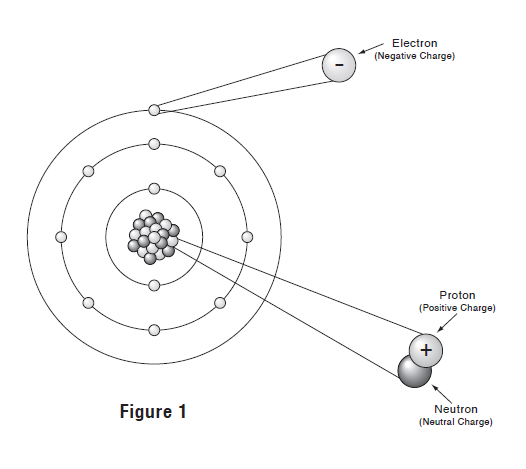 Electron
(Negative Charge)
-
Proton
(Positive Charge)
+
Neutron
(Neutral Charge)
Figure 1